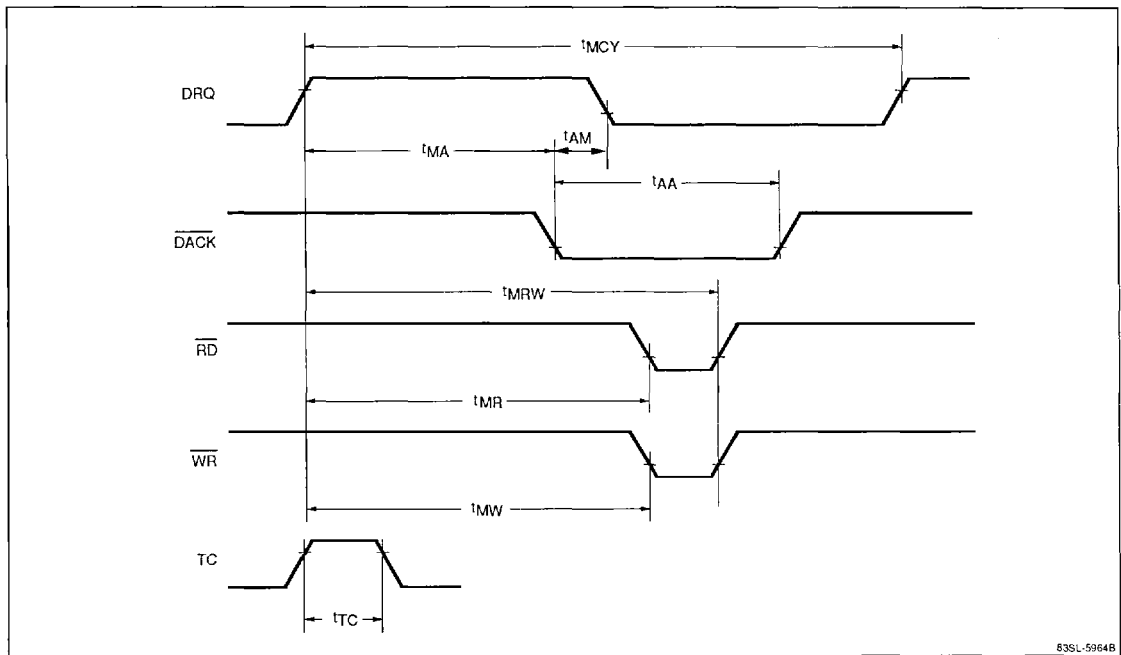 tMCY
DRQ
tAM
tMA
tAA
DACK
tMRW
RD
tMR
WR
tMW
TC
tTC
83SL-5964B